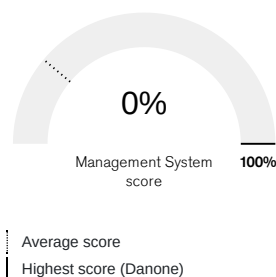 0%
Management System
score
100%
Average score
Highest score (Danone)